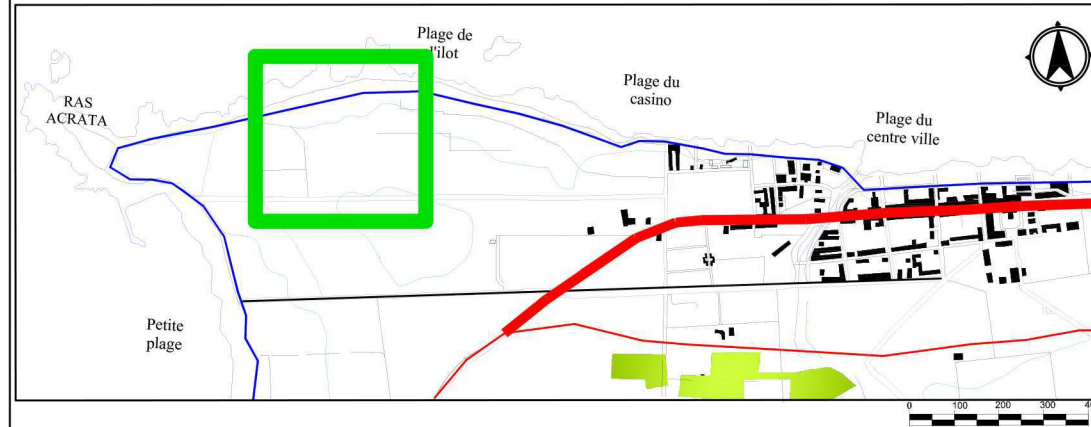 Plage de
l'ilot
RAS
ACRATA
Plage du
casino
Plage du
centre ville
Petite
plage
0 100 200 300